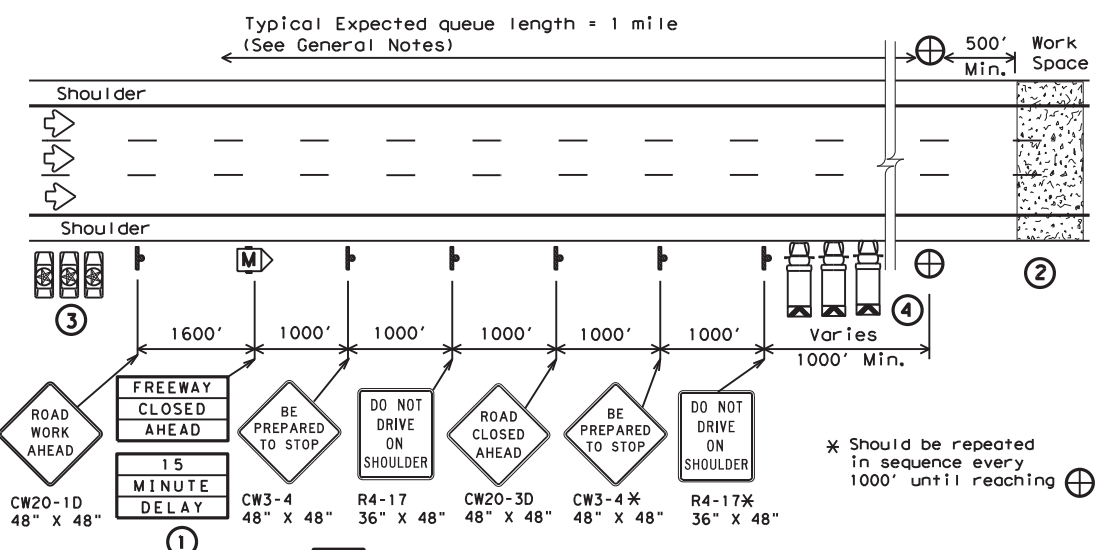 Typical Expected queue length = 1 mile
(See General Notes)
500' Work
Min. Space
Shoulder
Shoulder
M
3
4
2
1600' 1000' 1000' 1000' 1000' 1000' Varies
1000' Min.
ROAD
WORK
AHEAD
FREEWAY
CLOSED
AHEAD
15
MINUTE
DELAY
BE
PREPARED
TO STOP
DO NOT
DRIVE
ON
SHOULDER
ROAD
CLOSED
AHEAD
BE
PREPARED
TO STOP
DO NOT
DRIVE
ON
SHOULDER
* Should be repeated
in sequence every
1000' until reaching
CW20-1D
48" X 48"
CW3-4
48" X 48"
R4-17
36" X 48"
CW20-3D
48" X 48"
CW3-4*
48" X 48"
R4-17*
36" X 48"
1